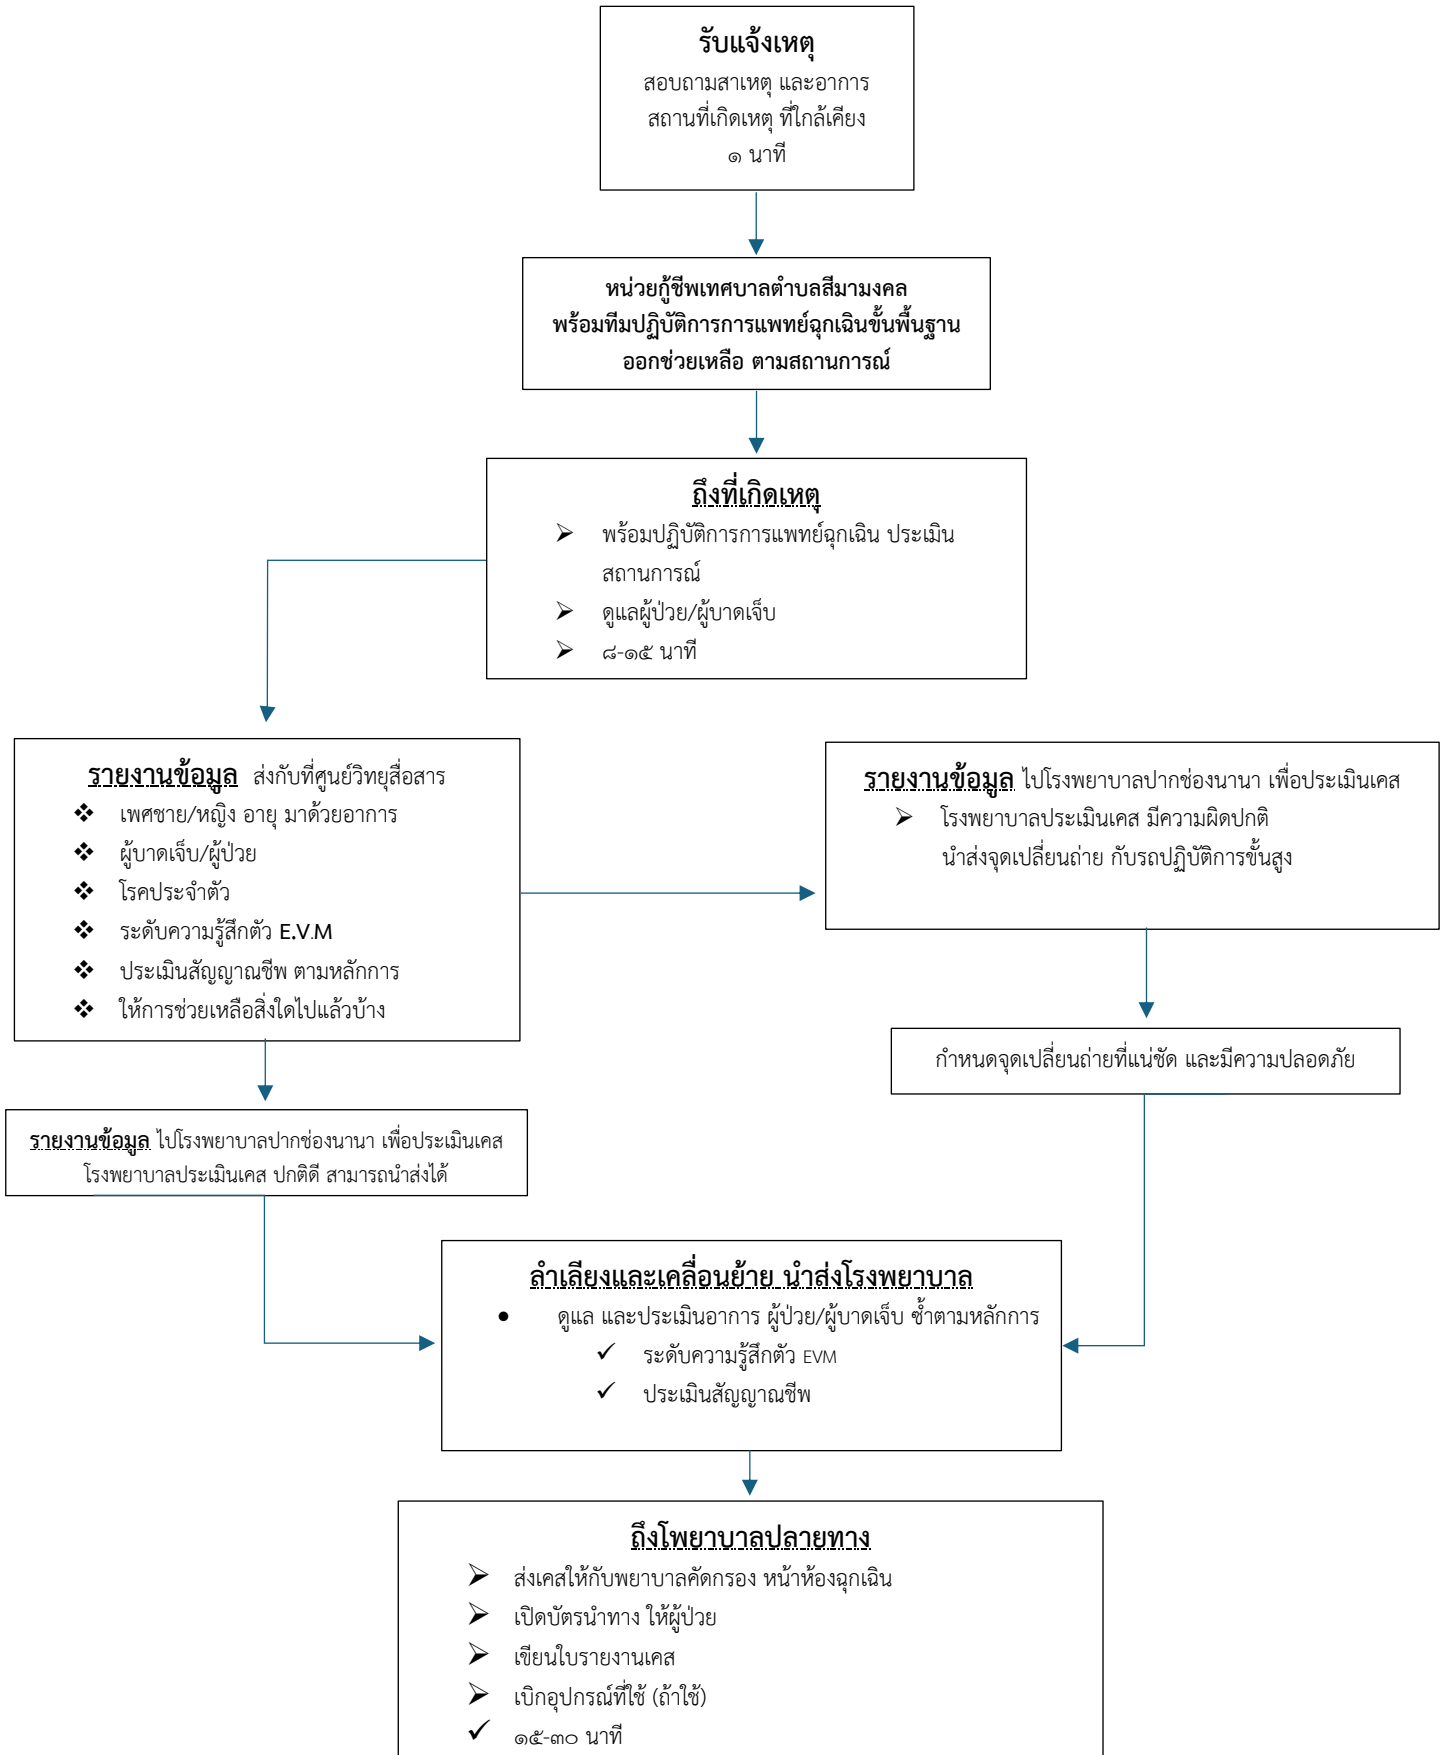 รับแจ้งเหตุ
สอบถามสาเหตุ และอาการ
สถานที่เกิดเหตุ ที่ใกล้เคียง
๑ นาที
หน่วยกู้ชีพเทศบาลตำบลสีมามงคล
พร้อมทีมปฏิบัติการการแพทย์ฉุกเฉินขั้นพื้นฐาน
ออกช่วยเหลือ ตามสถานการณ์
ถึงที่เกิดเหตุ
➢ พร้อมปฏิบัติการการแพทย์ฉุกเฉิน ประเมิน
สถานการณ์
➢ ดูแลผู้ป่วย/ผู้บาดเจ็บ
➢ ๘-๑๕ นาที
รายงานข้อมูล ส่งกับที่ศูนย์วิทยุสื่อสาร
❖ เพศชาย/หญิง อายุ มาด้วยอาการ
❖ ผู้บาดเจ็บ/ผู้ป่วย
❖ โรคประจำตัว
❖ ระดับความรู้สึกตัว E.V.M
❖ ประเมินสัญญาณชีพ ตามหลักการ
❖ ให้การช่วยเหลือสิ่งใดไปแล้วบ้าง
รายงานข้อมูล ไปโรงพยาบาลปากช่องนานา เพื่อประเมินเคส
➢ โรงพยาบาลประเมินเคส มีความผิดปกติ
นำส่งจุดเปลี่ยนถ่าย กับรถปฏิบัติการขั้นสูง
กำหนดจุดเปลี่ยนถ่ายที่แน่ชัด และมีความปลอดภัย
รายงานข้อมูล ไปโรงพยาบาลปากช่องนานา เพื่อประเมินเคส
โรงพยาบาลประเมินเคส ปกติดี สามารถนำส่งได้
ลำเลียงและเคลื่อนย้าย นำส่งโรงพยาบาล
• ดูแล และประเมินอาการ ผู้ป่วย/ผู้บาดเจ็บ ซ้ำตามหลักการ
✓ ระดับความรู้สึกตัว EVM
✓ ประเมินสัญญาณชีพ
ถึงโพยาบาลปลายทาง
➢ ส่งเคสให้กับพยาบาลคัดกรอง หน้าห้องฉุกเฉิน
➢ เปิดบัตรนำทาง ให้ผู้ป่วย
➢ เขียนใบรายงานเคส
➢ เบิกอุปกรณ์ที่ใช้ (ถ้าใช้)
✓ ๑๕-๓๐ นาที